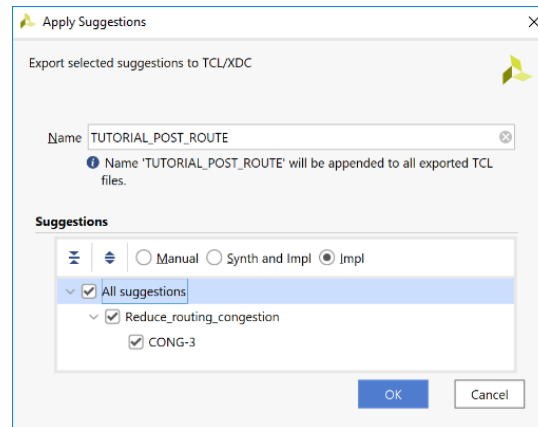 Apply Suggestions
Export selected suggestions to TCL/XDC
Name TUTORIAL_POST_ROUTE
Name 'TUTORIAL_POST_ROUTE' will be appended to all exported TCL
files.
Suggestions
Manual Synth and Impl Impl
All suggestions
Reduce_routing_congestion
CONG-3
OK Cancel